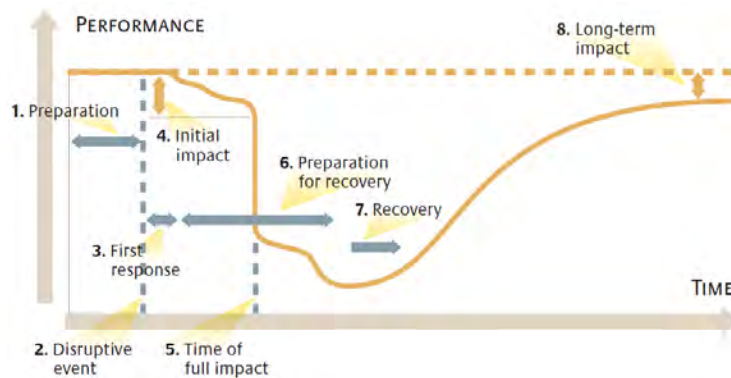 PERFORMANCE
8. Long-term
impact
1. Preparation
4. Initial
impact
6. Preparation
for recovery
7. Recovery
3. First
response
TIME
2. Disruptive
event
5. Time of
full impact